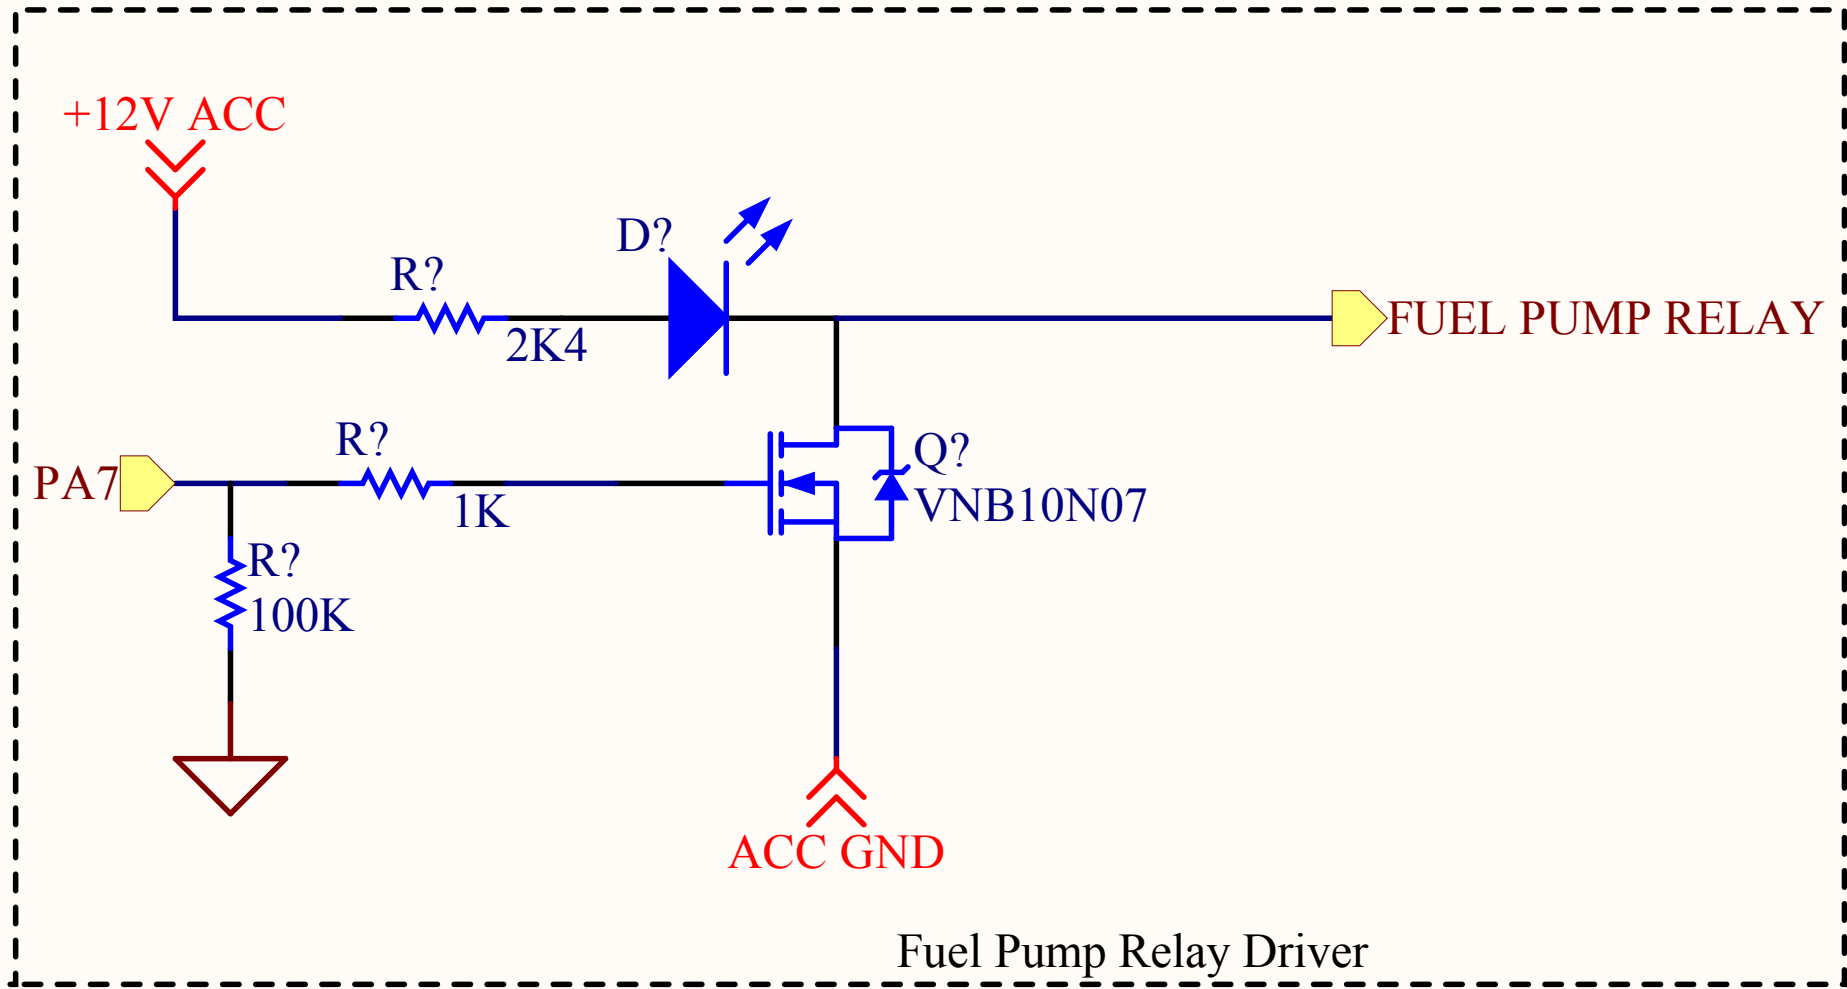 +12V ACC
D?
R?
2K4
FUEL PUMP RELAY
R?
PA7
1K
Q?
VNB10N07
R?
100K
ACC GND
Fuel Pump Relay Driver